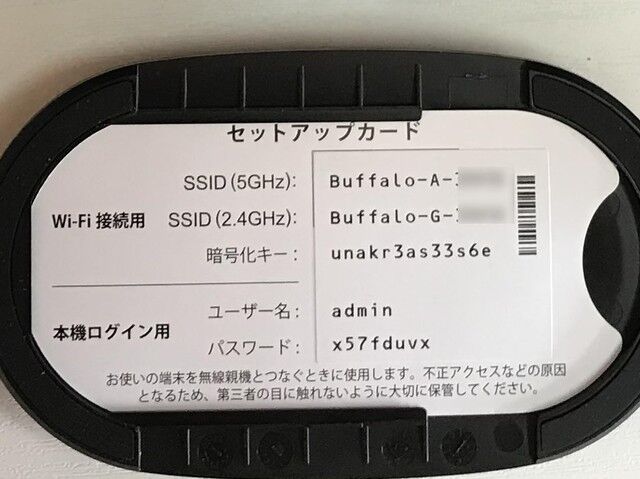 セットアップカード
Wi-Fi 接続用
SSID (5GHz): Buffalo-A-
SSID (2.4GHz): Buffalo-G-
暗号化キー: unakr3as33s6e
本機ログイン用
ユーザー名: admin
パスワード: x57fduvx
お使いの端末を無線親機とつなぐときに使用します。不正アクセスなどの原因
となるため、第三者の目に触れないように大切に保管してください。